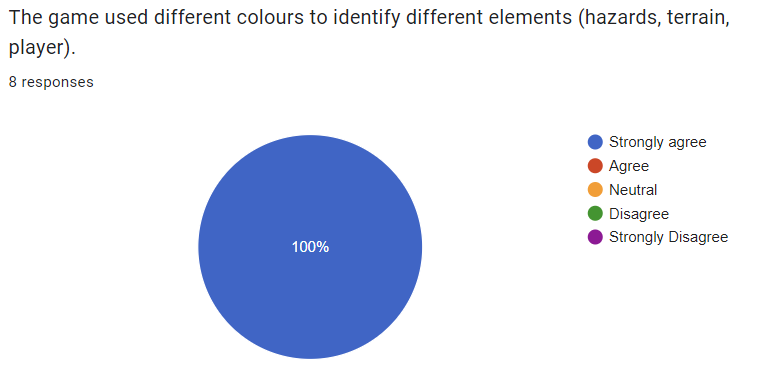 The game used different colours to identify different elements (hazards, terrain,
player).
8 responses
100%
Strongly agree
Agree
Neutral
Disagree
Strongly Disagree